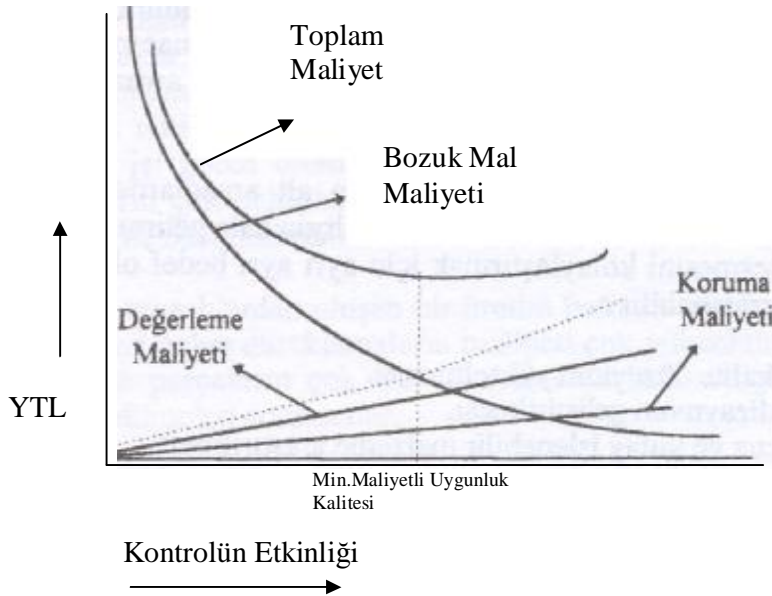 Toplam
Maliyet
Bozuk Mal
Maliyeti
Koruma
Maliyeti
Değerleme
Maliyeti
YTL
Min.Maliyetli Uygunluk
Kalitesi
Kontrolün Etkinliği